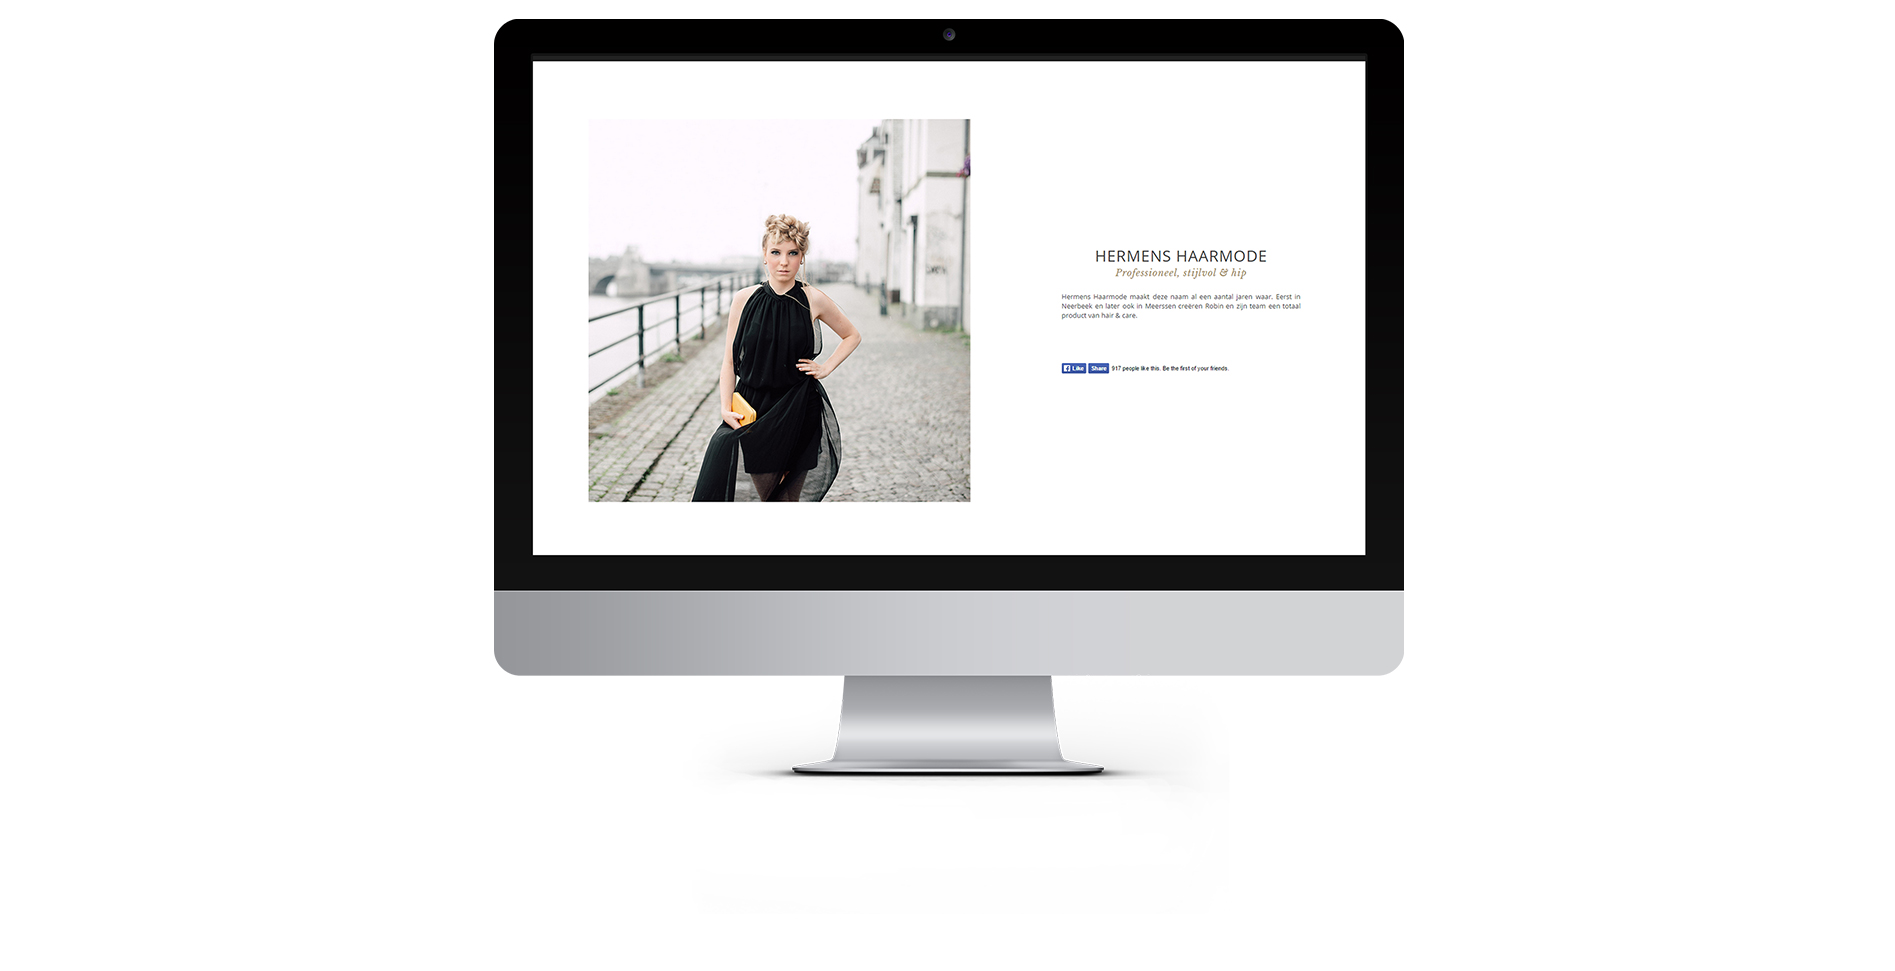 HERMENS HAARMODE
Professioneel, stijlvol & hip
Hermens Haarmode maakt deze naam al een aantal jaren waar. Eerst in
Neerbeek en later ook in Meerssen creëren Robin en zijn team een totaal
product van hair & care.
Like Share 917 people like this. Be the first of your friends.